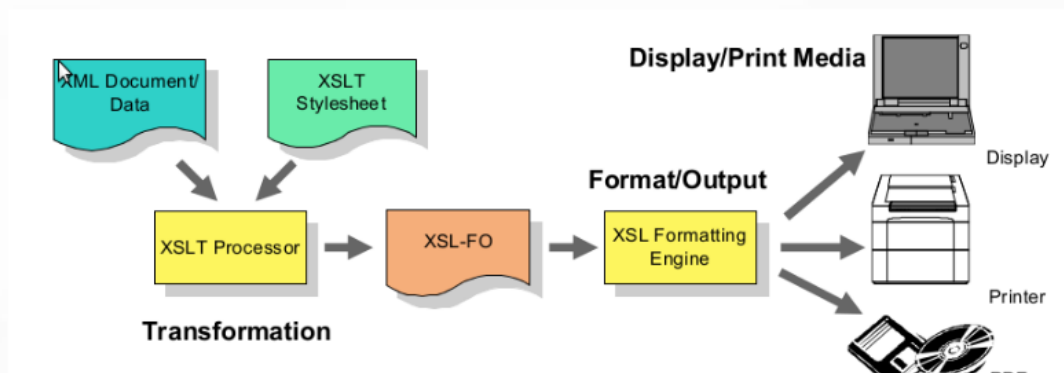 Display/Print Media
XML Document/
Data
XSLT
Stylesheet
Display
Format/Output
XSLT Processor
XSL-FO
XSL Formatting
Engine
Printer
Transformation